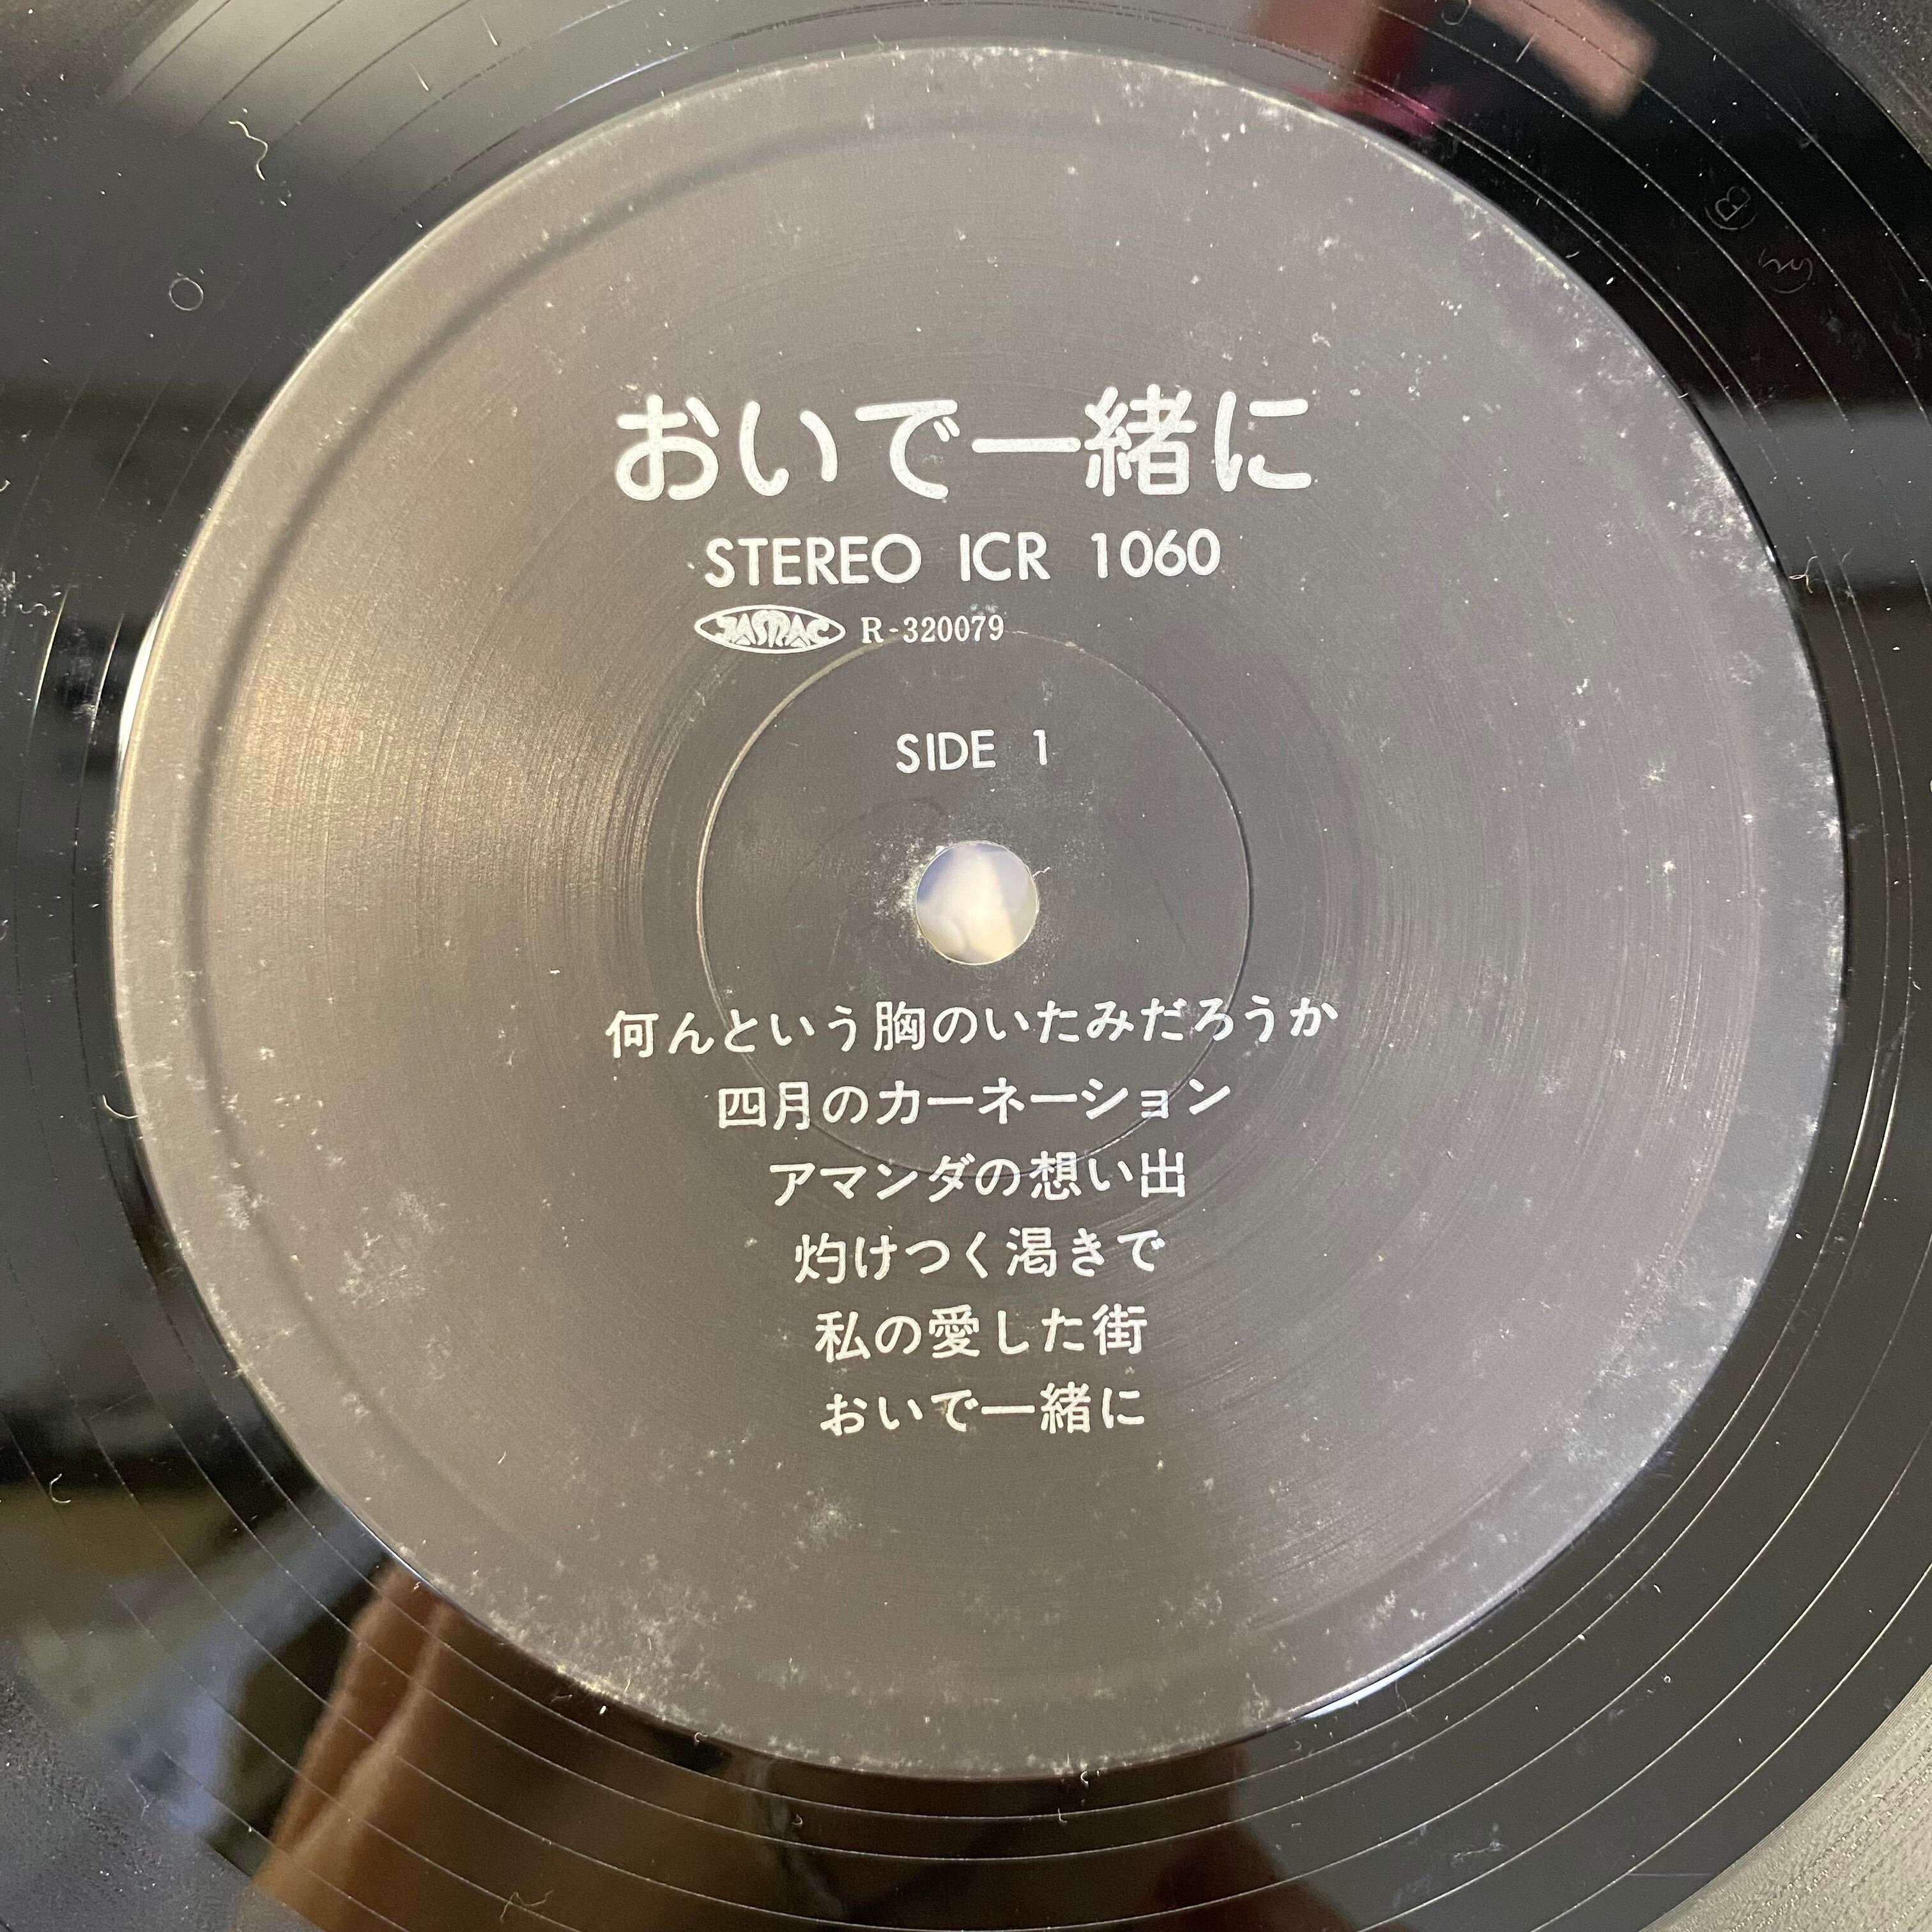 おいで一緒に
STEREO ICR 1060
JASRAC R-320079
SIDE 1
何んという胸のいたみだろうか
四月のカーネーション
アマンダの想い出
灼けつく渇きで
私の愛した街
おいで一緒に